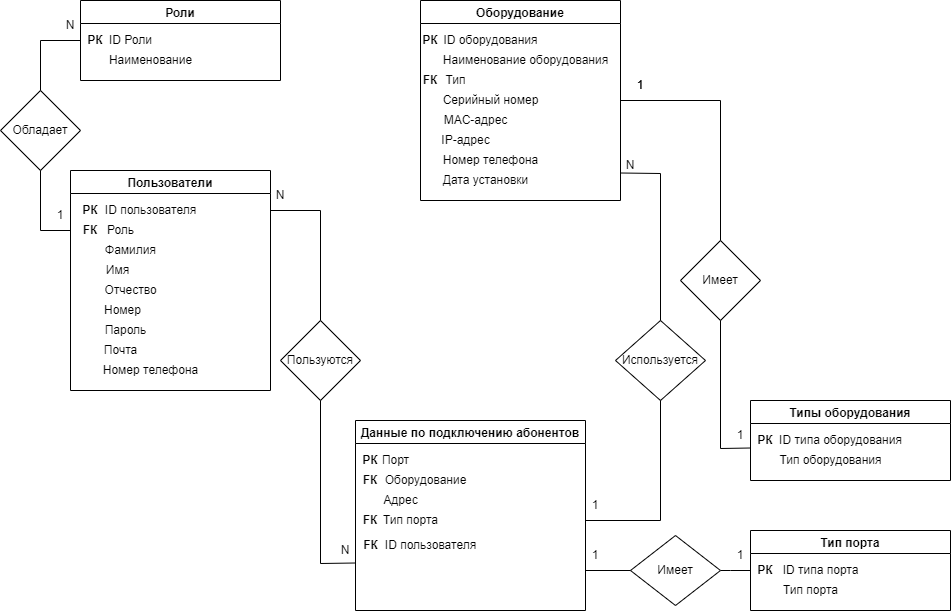 Роли
N
PK ID Роли
Наименование
Обладает
Пользователи
1
PK ID пользователя
FK Роль
Фамилия
Имя
Отчество
Номер
Пароль
Почта
Номер телефона
N
Пользуются
N
Оборудование
PK ID оборудования
Наименование оборудования
FK Тип
Серийный номер
MAC-адрес
IP-адрес
Номер телефона
Дата установки
1
N
Имеет
Используется
Данные по подключению абонентов
PK Порт
FK Оборудование
Адрес
FK Тип порта
FK ID пользователя
1
1
Имеет
1
Типы оборудования
1
PK ID типа оборудования
Тип оборудования
Тип порта
PK ID типа порта
Тип порта